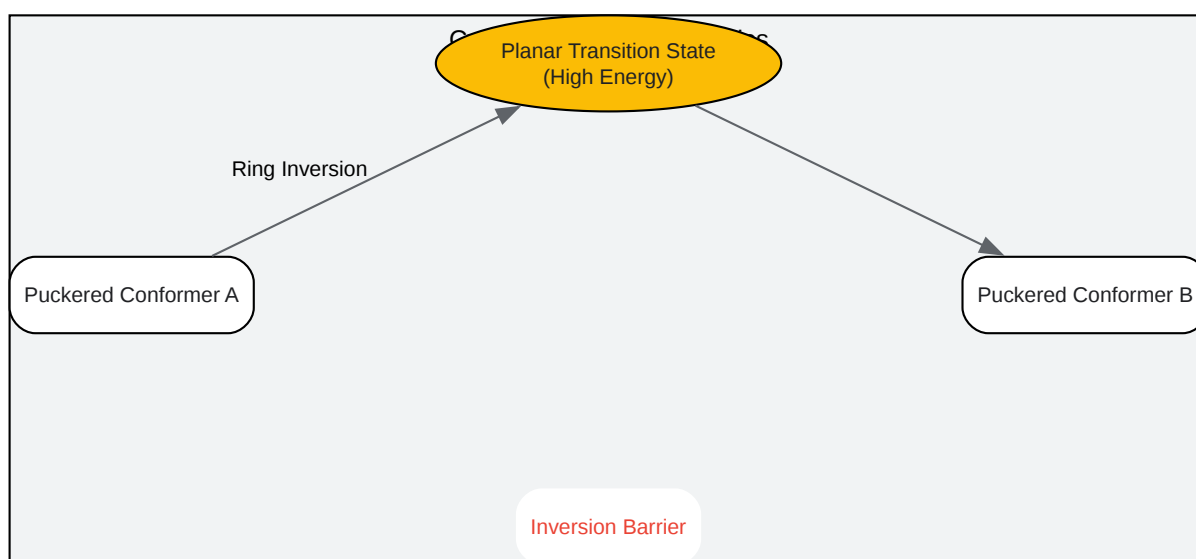 Planar Transition State
(High Energy)
Ring Inversion
Puckered Conformer A
Puckered Conformer B
Inversion Barrier